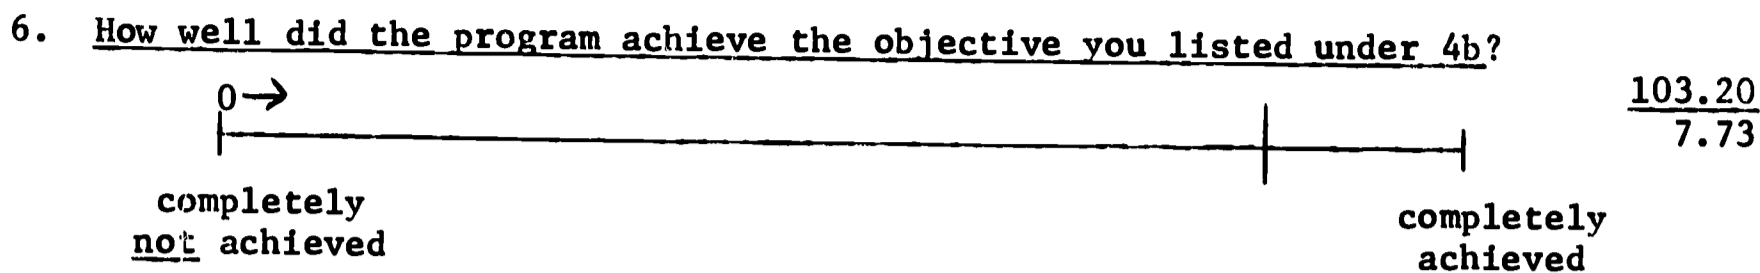 6. How well did the program achieve the objective you listed under 4b?
0→
103.20
7.73
completely
not achieved
completely
achieved